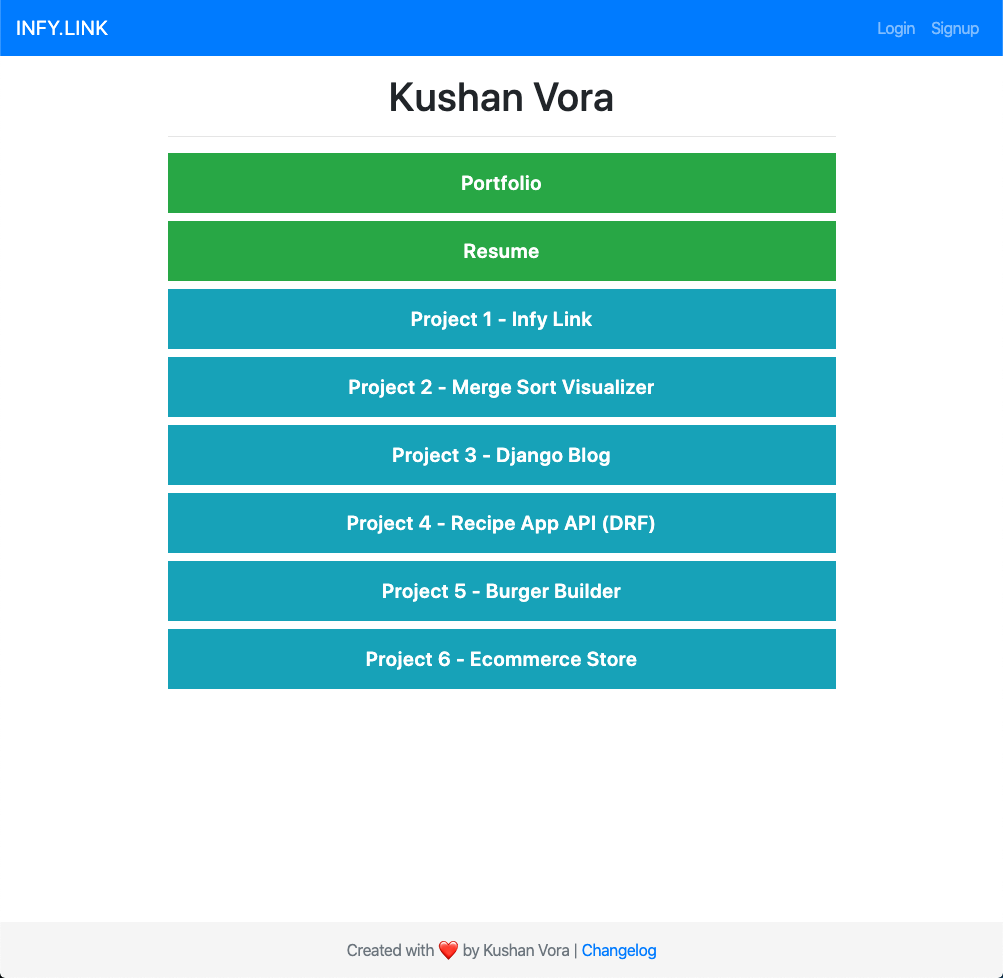 INFY.LINK
Login Signup
Kushan Vora
Portfolio
Resume
Project 1 - Infy Link
Project 2 - Merge Sort Visualizer
Project 3 - Django Blog
Project 4 - Recipe App API (DRF)
Project 5 - Burger Builder
Project 6 - Ecommerce Store
Created with ❤️ by Kushan Vora | Changelog